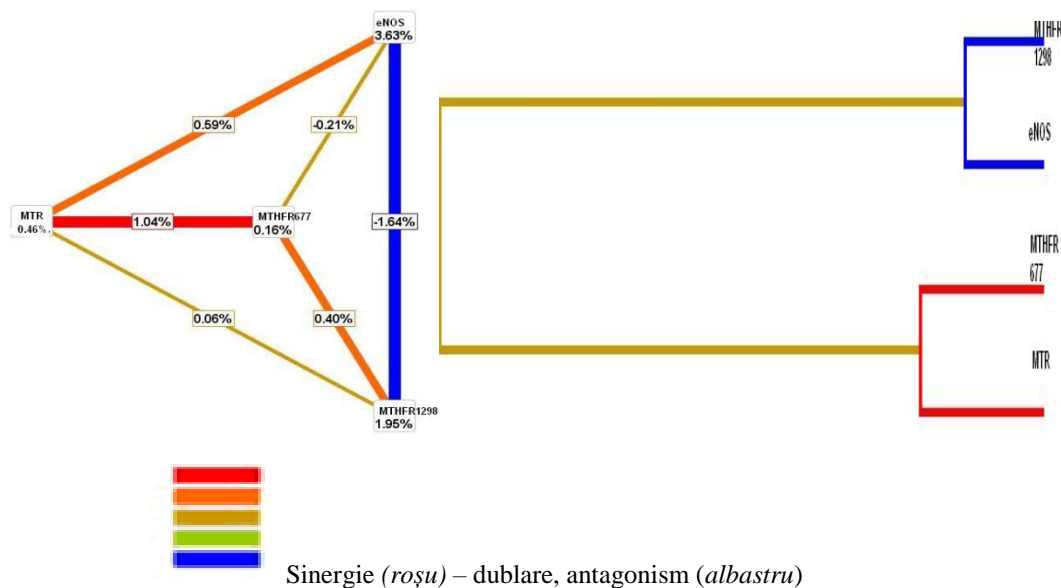 eNOS
3.63%
0.59%
-0.21%
MTR
0.46%
1.04%
MTHFR677
0.16%
-1.64%
0.06%
0.40%
MTHFR1298
1.95%
MTHFR
1298
eNOS
MTHFR
677
MTR
Sinergie (roșu) – dublare, antagonism (albastru)